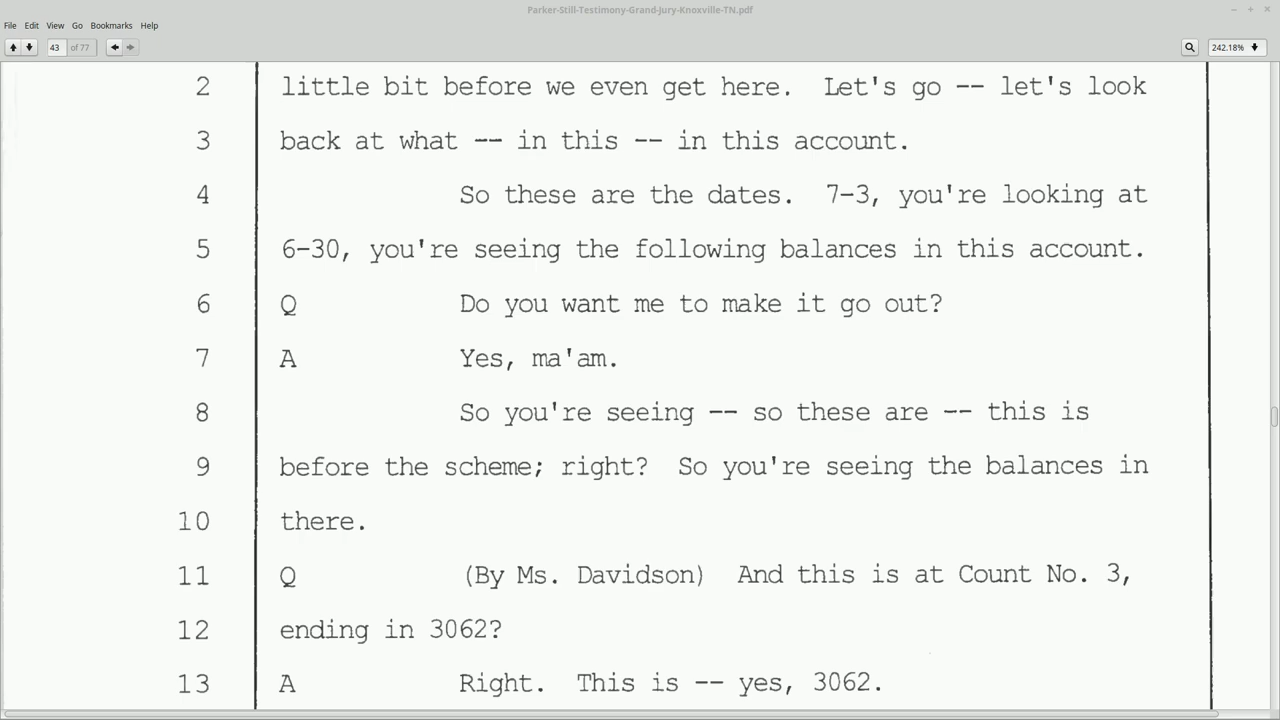 Parker-Still-Testimony-Grand-Jury-Knoxville-TN.pdf
File Edit View Go Bookmarks Help
43 of 77 242.18%
2 little bit before we even get here. Let's go -- let's look
3 back at what -- in this -- in this account.
4 So these are the dates. 7-3, you're looking at
5 6-30, you're seeing the following balances in this account.
6 Q Do you want me to make it go out?
7 A Yes, ma'am.
8 So you're seeing -- so these are -- this is
9 before the scheme; right? So you're seeing the balances in
10 there.
11 Q (By Ms. Davidson) And this is at Count No. 3,
12 ending in 3062?
13 A Right. This is -- yes, 3062.